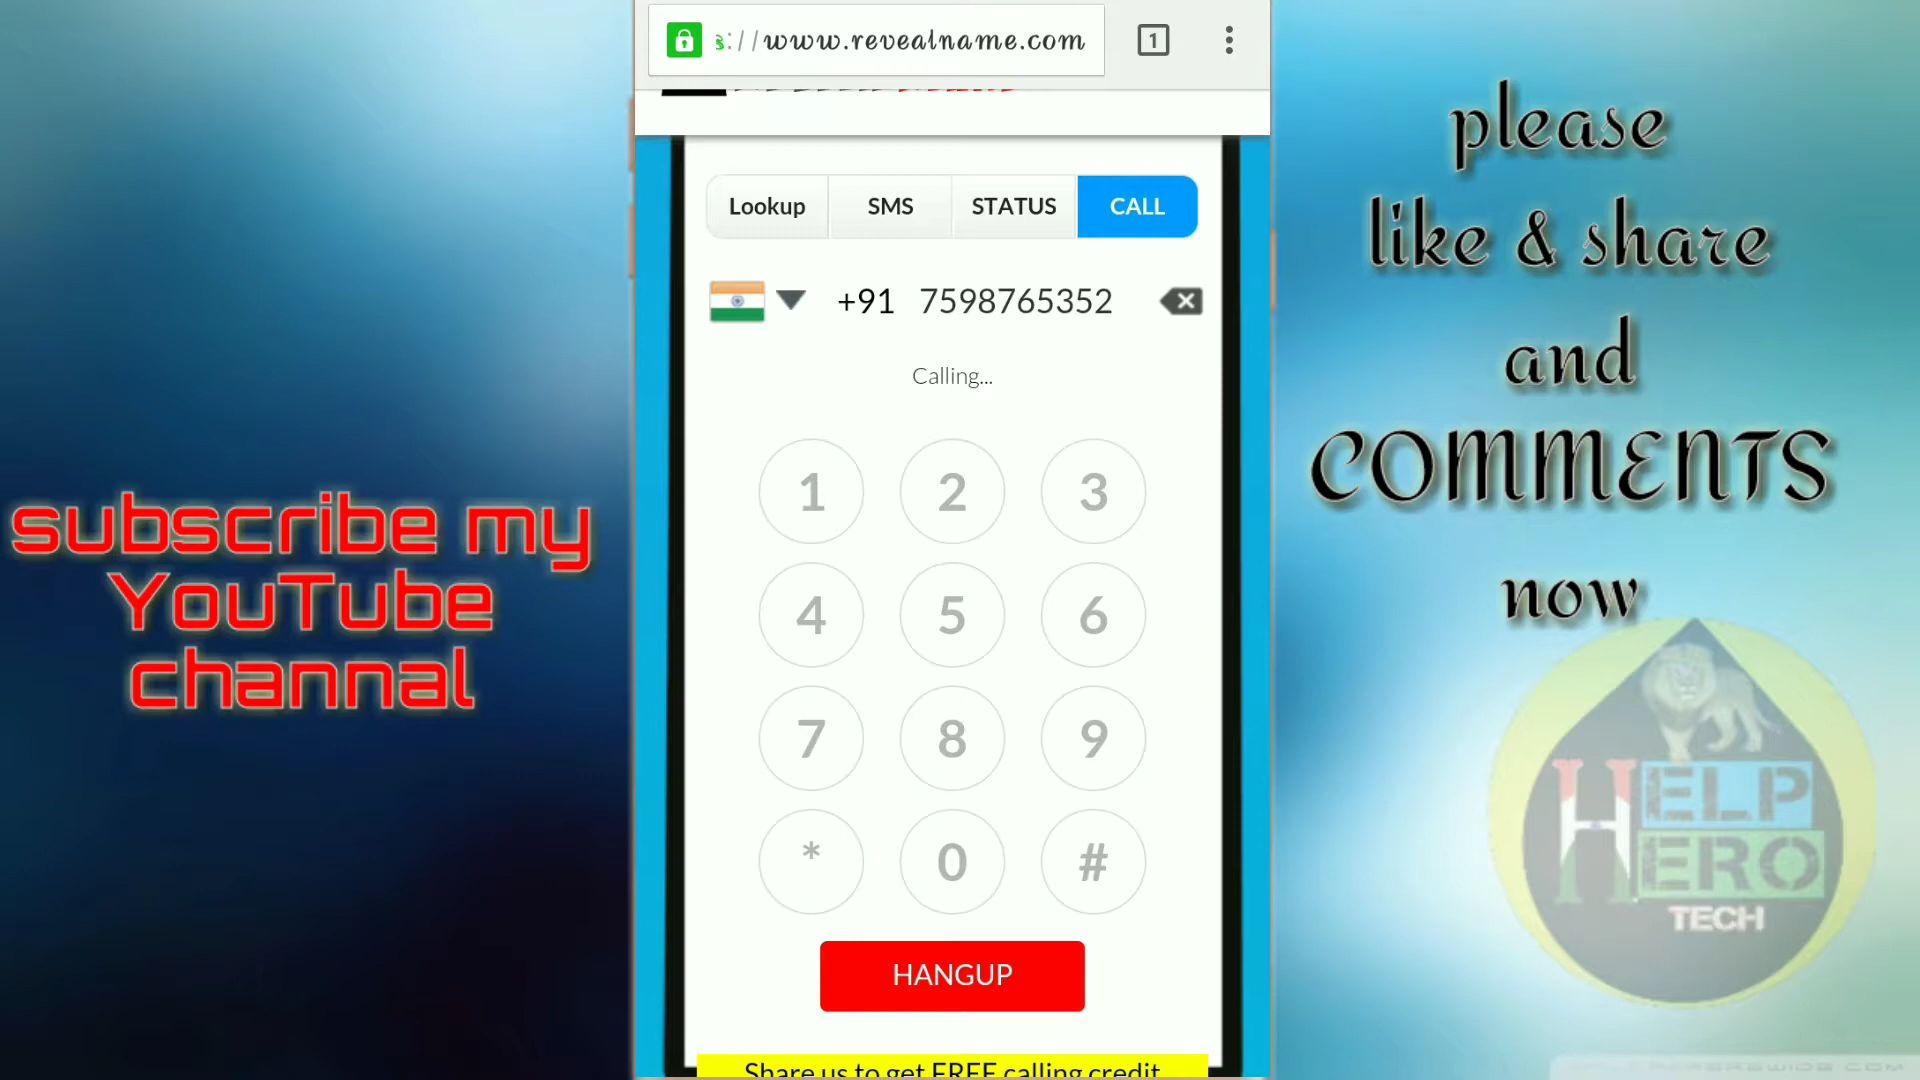 s://www.revealname.com
1
Lookup
SMS
STATUS
CALL
+91 7598765352
Calling...
1 2 3
4 5 6
7 8 9
* 0 #
HANGUP
Share us to get FREE calling credit
subscribe my
YouTube
channel
please
like & share
and
COMMENTS
now
HELP
HERO
TECH